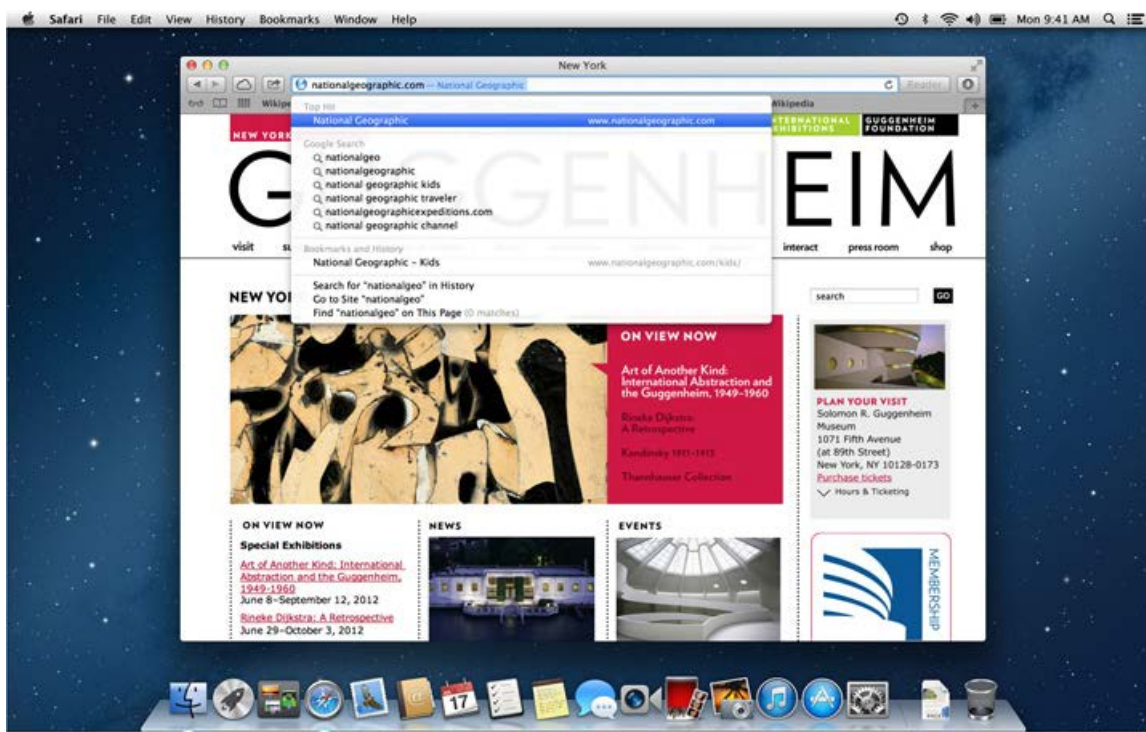 Safari File Edit View History Bookmarks Window Help Mon 9:41 AM
New York
nationalgeographic.com — National Geographic Reader
Wikipedia
Top Hit
National Geographic www.nationalgeographic.com
Google Search
nationalgeo
nationalgeographic
national geographic kids
national geographic traveler
nationalgeographicexpeditions.com
national geographic channel
Bookmarks and History
National Geographic – Kids www.nationalgeographic.com/kids/
Search for "nationalgeo" in History
Go to Site "nationalgeo"
Find "nationalgeo" on This Page (0 matches)
NEW YORK
GUGGENHEIM
FOUNDATION
GUGGENHEIM
visit interact press room shop
search GO
ON VIEW NOW
Art of Another Kind:
International Abstraction and
the Guggenheim, 1949–1960
Rineke Dijkstra:
A Retrospective
Kandinsky 1911–1913
Thannhauser Collection
PLAN YOUR VISIT
Solomon R. Guggenheim
Museum
1071 Fifth Avenue
(at 89th Street)
New York, NY 10128-0173
Purchase tickets
Hours & Ticketing
ON VIEW NOW
Special Exhibitions
Art of Another Kind: International
Abstraction and the Guggenheim,
1949-1960
June 8–September 12, 2012
Rineke Dijkstra: A Retrospective
June 29–October 3, 2012
NEWS
EVENTS
MEMBERSHIP
17